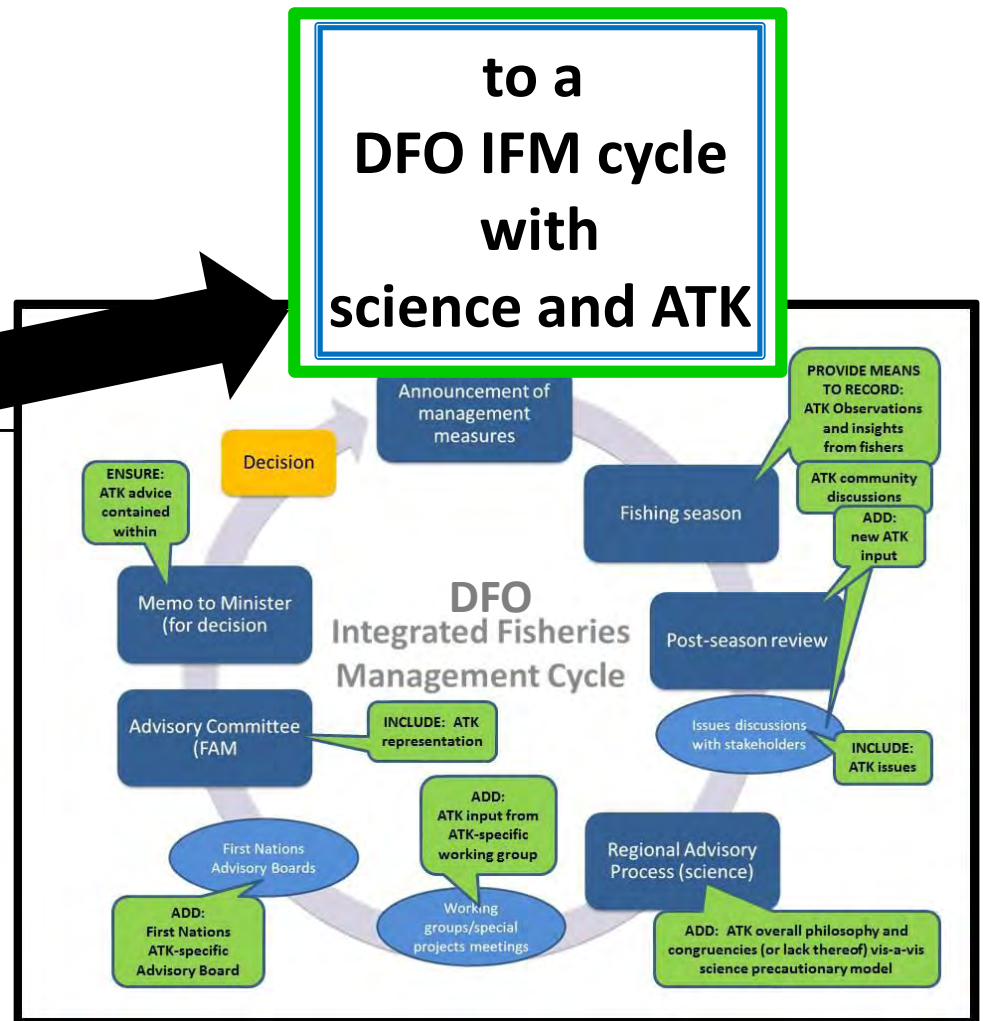 to a
DFO IFM cycle
with
science and ATK
Announcement of
management
measures
PROVIDE MEANS
TO RECORD:
ATK Observations
and insights
from fishers
Decision
ENSURE:
ATK advice
contained
within
Fishing season
ATK community
discussions
ADD:
new ATK
input
Memo to Minister
(for decision
DFO
Integrated Fisheries
Management Cycle
Post-season review
Advisory Committee
(FAM
INCLUDE: ATK
representation
Issues discussions
with stakeholders
INCLUDE:
ATK issues
ADD:
ATK input from
ATK-specific
working group
First Nations
Advisory Boards
Regional Advisory
Process (science)
Working
groups/special
projects meetings
ADD:
First Nations
ATK-specific
Advisory Board
ADD: ATK overall philosophy and
congruencies (or lack thereof) vis-a-vis
science precautionary model